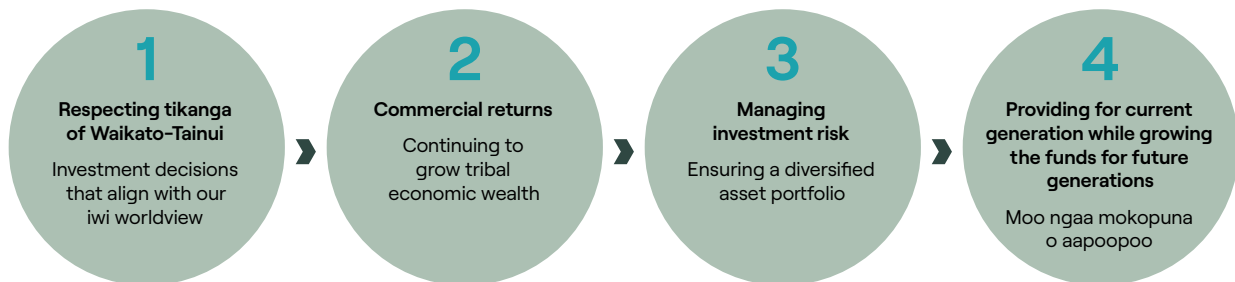 1
Respecting tikanga
of Waikato-Tainui
Investment decisions
that align with our
iwi worldview
2
Commercial returns
Continuing to
grow tribal
economic wealth
3
Managing
investment risk
Ensuring a diversified
asset portfolio
4
Providing for current
generation while growing
the funds for future
generations
Moo ngaa mokopuna
o aapoopoo